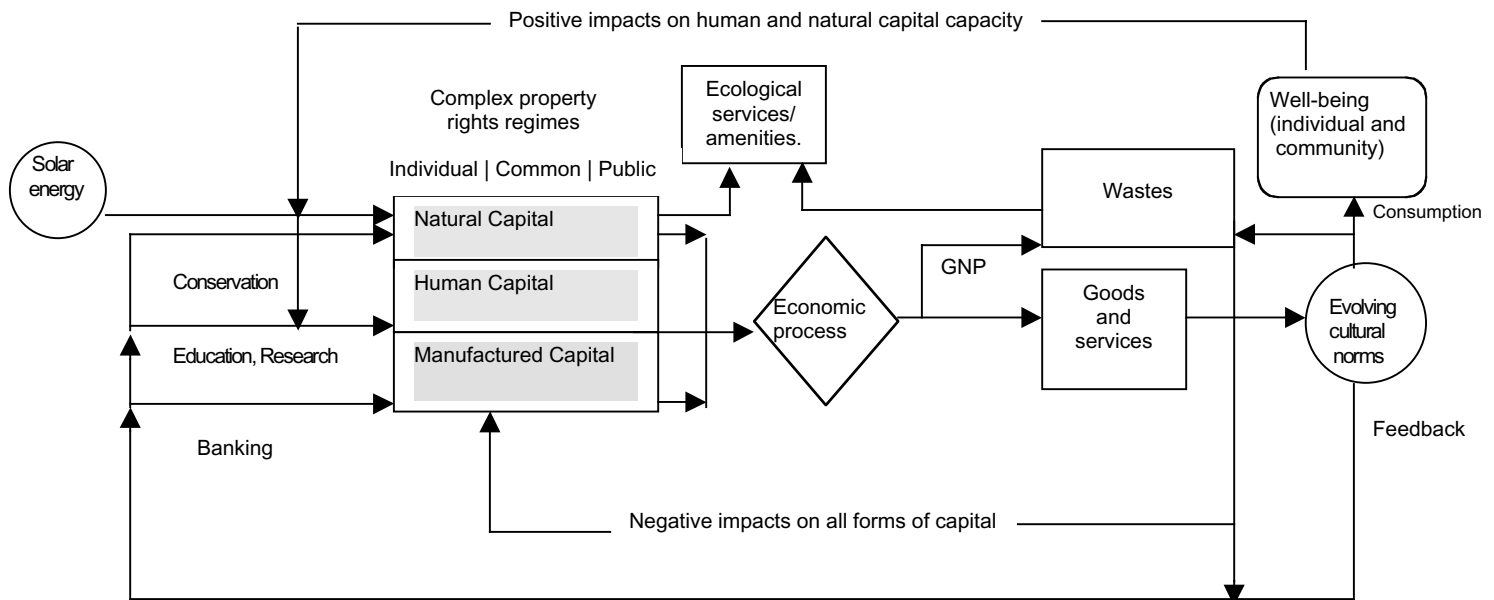 Positive impacts on human and natural capital capacity
Complex property
rights regimes
Individual | Common | Public
Ecological
services/
amenities.
Well-being
(individual and
community)
Solar
energy
Wastes
Consumption
Natural Capital
Conservation
Human Capital
GNP
Economic
process
Goods
and
services
Evolving
cultural
norms
Education, Research
Manufactured Capital
Banking
Feedback
Negative impacts on all forms of capital